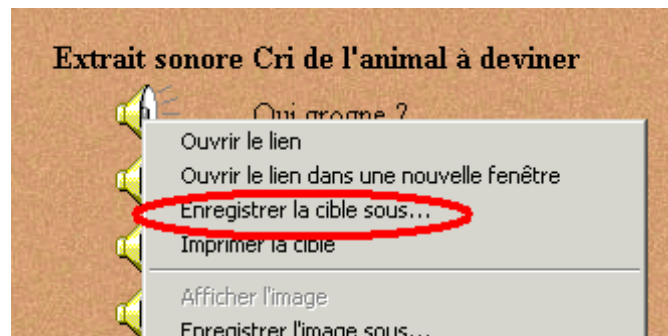 Extrait sonore Cri de l'animal à deviner
Qui grogne ?
Ouvrir le lien
Ouvrir le lien dans une nouvelle fenêtre
Enregistrer la cible sous...
Imprimer la cible
Afficher l'image
Enregistrer l'image sous...